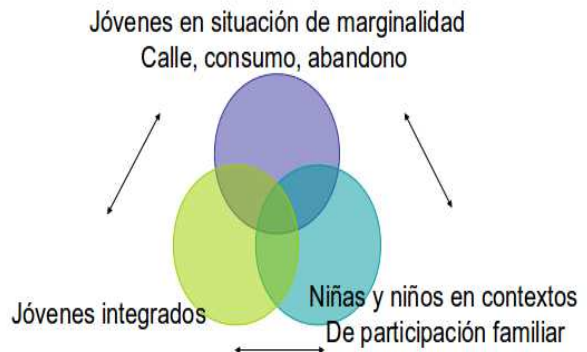 Jóvenes en situación de marginalidad
Calle, consumo, abandono
Jóvenes integrados
Niñas y niños en contextos
De participación familiar